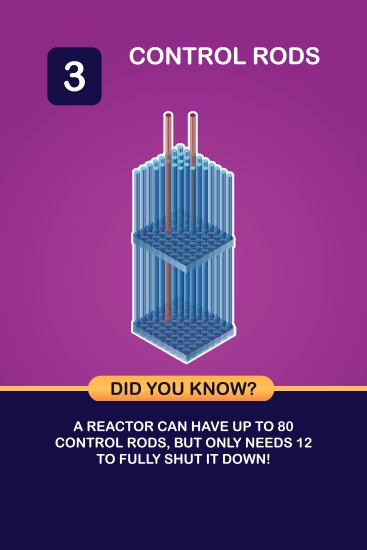 3
CONTROL RODS
DID YOU KNOW?
A REACTOR CAN HAVE UP TO 80
CONTROL RODS, BUT ONLY NEEDS 12
TO FULLY SHUT IT DOWN!